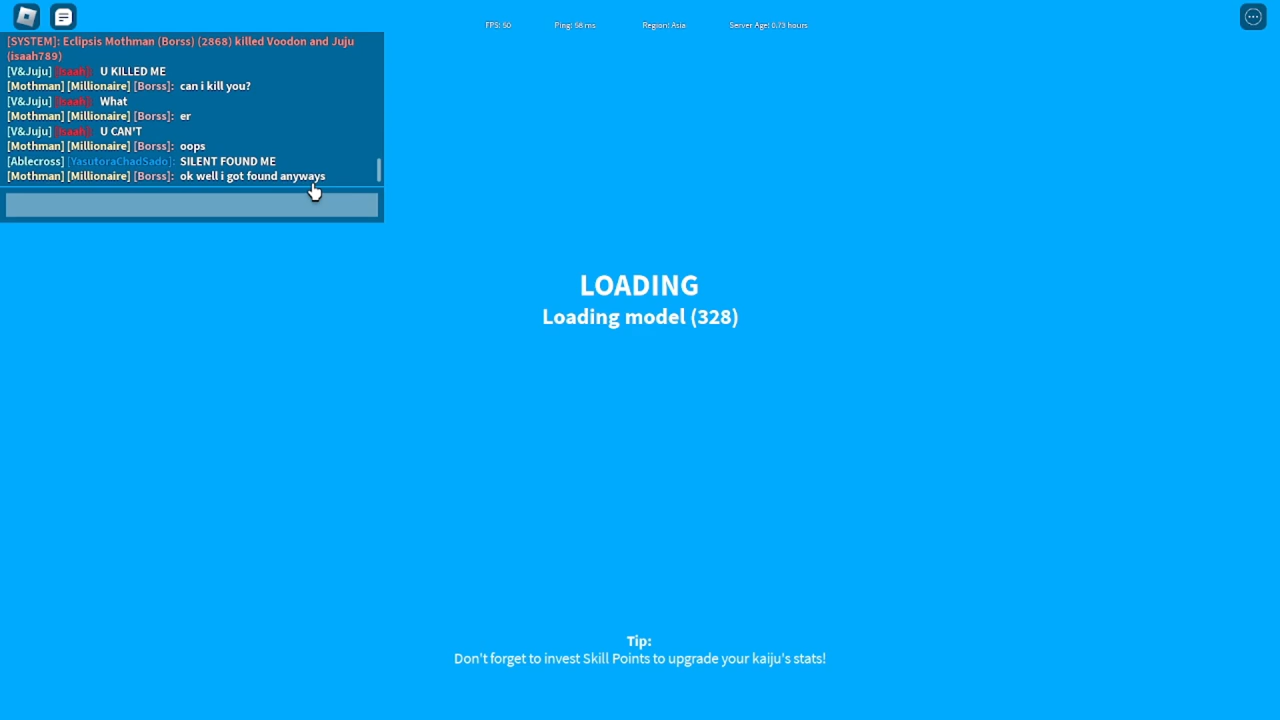 FPS: 50 Ping: 58 ms Region: Asia Server Age: 0.73 hours
[SYSTEM]: Eclipsis Mothman (Borss) (2868) killed Voodon and Juju
(isaah789)
[V&Juju] [Isaah]: U KILLED ME
[Mothman] [Millionaire] [Borss]: can i kill you?
[V&Juju] [Isaah]: What
[Mothman] [Millionaire] [Borss]: er
[V&Juju] [Isaah]: U CAN'T
[Mothman] [Millionaire] [Borss]: oops
[Ablecross] [YasutoraChadSado]: SILENT FOUND ME
[Mothman] [Millionaire] [Borss]: ok well i got found anyways
LOADING
Loading model (328)
Tip:
Don't forget to invest Skill Points to upgrade your kaiju's stats!